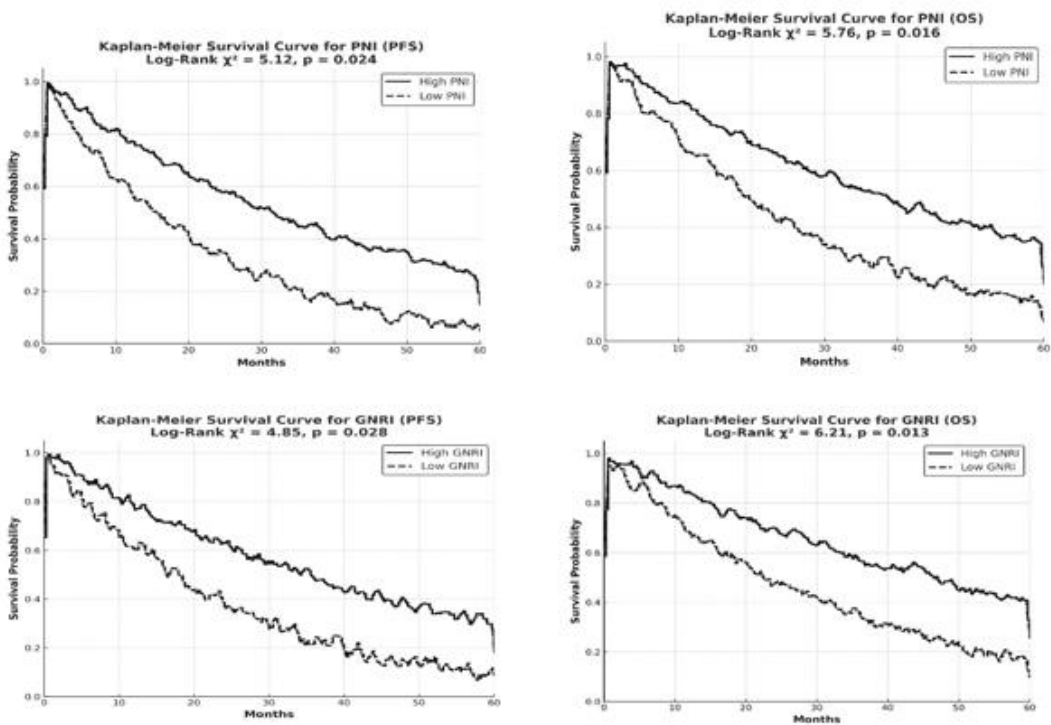 Kaplan-Meier Survival Curve for PNI (PFS)
Log-Rank χ² = 5.12, p = 0.024
High PNI
Low PNI
Survival Probability
1.0
0.8
0.6
0.4
0.2
0.0
0 10 20 30 40 50 60
Months
Kaplan-Meier Survival Curve for PNI (OS)
Log-Rank χ² = 5.76, p = 0.016
High PNI
Low PNI
Survival Probability
1.0
0.8
0.6
0.4
0.2
0.0
0 10 20 30 40 50 60
Months
Kaplan-Meier Survival Curve for GNRI (PFS)
Log-Rank χ² = 4.85, p = 0.028
High GNRI
Low GNRI
Survival Probability
1.0
0.8
0.6
0.4
0.2
0.0
0 10 20 30 40 50 60
Months
Kaplan-Meier Survival Curve for GNRI (OS)
Log-Rank χ² = 6.21, p = 0.013
High GNRI
Low GNRI
Survival Probability
1.0
0.8
0.6
0.4
0.2
0.0
0 10 20 30 40 50 60
Months